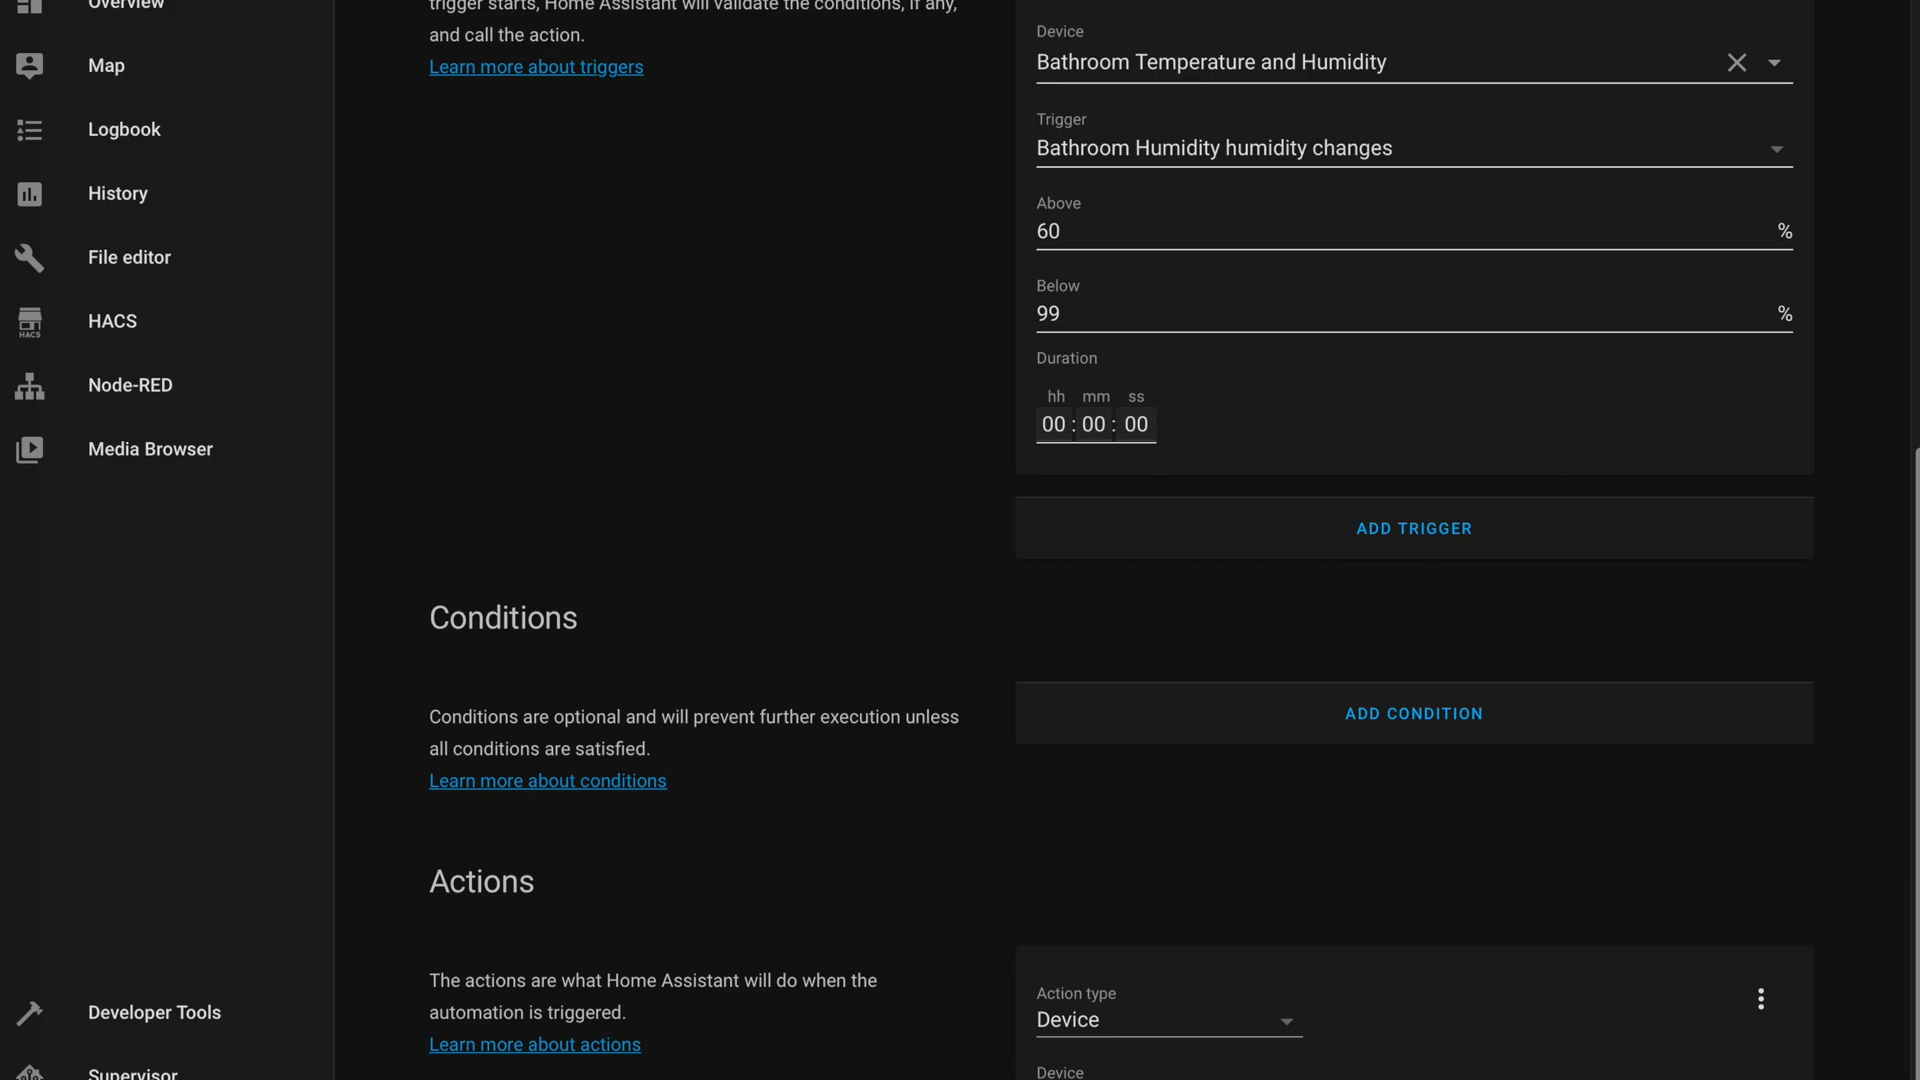 Overview
Map
Logbook
History
File editor
HACS
HACS
Node-RED
Media Browser
Developer Tools
Supervisor
trigger starts, Home Assistant will validate the conditions, if any,
and call the action.
Learn more about triggers
Device
Bathroom Temperature and Humidity
Trigger
Bathroom Humidity humidity changes
Above
60 %
Below
99 %
Duration
hh mm ss
00 : 00 : 00
ADD TRIGGER
Conditions
Conditions are optional and will prevent further execution unless
all conditions are satisfied.
Learn more about conditions
ADD CONDITION
Actions
The actions are what Home Assistant will do when the
automation is triggered.
Learn more about actions
Action type
Device
Device